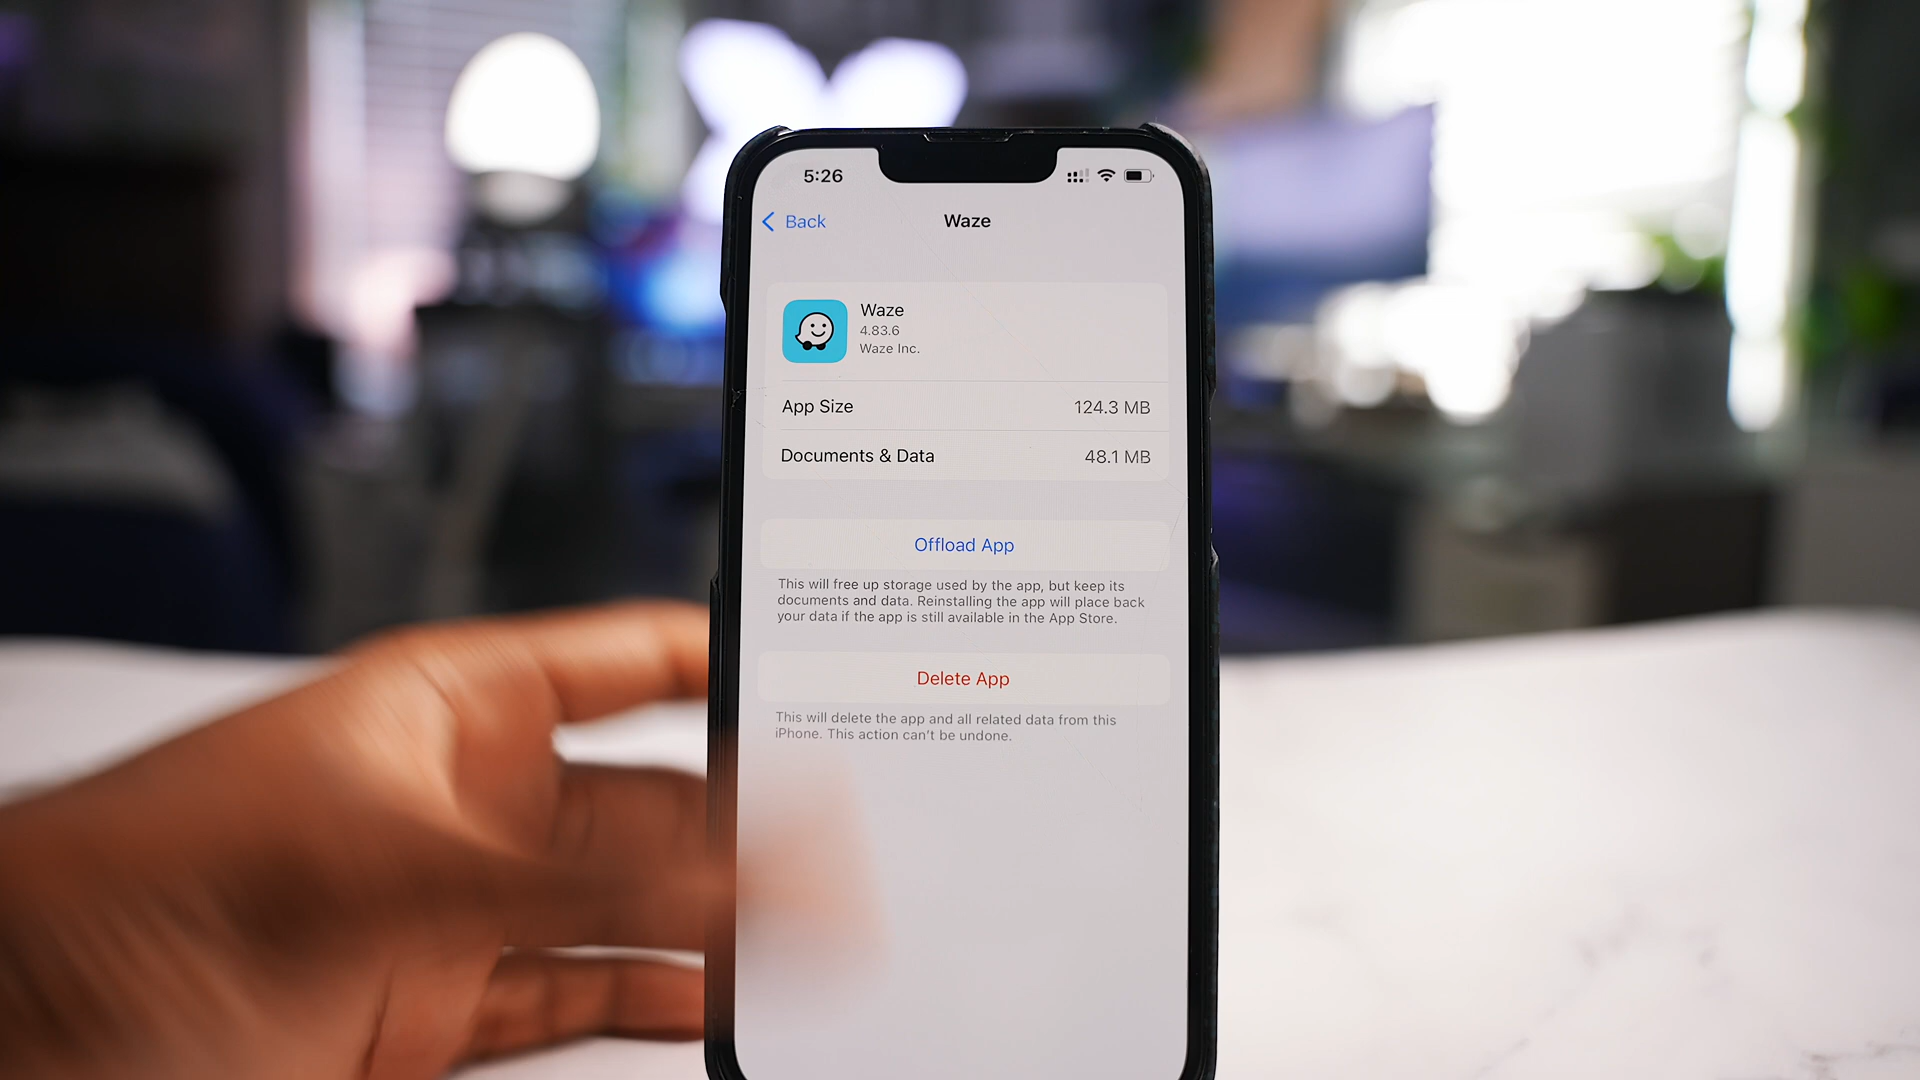 5:26
Back
Waze
Waze
4.83.6
Waze Inc.
App Size 124.3 MB
Documents & Data 48.1 MB
Offload App
This will free up storage used by the app, but keep its
documents and data. Reinstalling the app will place back
your data if the app is still available in the App Store.
Delete App
This will delete the app and all related data from this
iPhone. This action can't be undone.